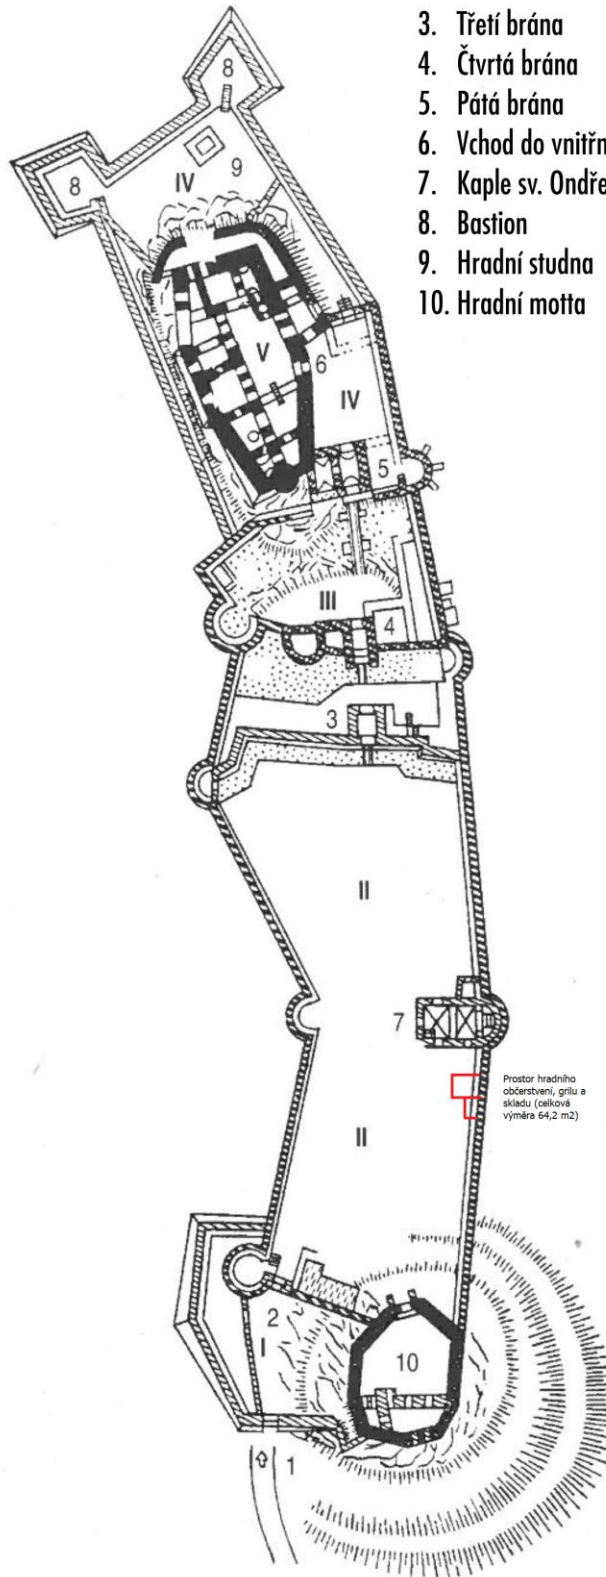 3. Třetí brána
4. Čtvrtá brána
5. Pátá brána
6. Vchod do vnitřn
7. Kaple sv. Ondře
8. Bastion
9. Hradní studna
10. Hradní motta
8
8
IV
9
V
6
IV
5
III
4
3
II
7
Prostor hradního
občerstvení, grilu a
skladu (celková
výměra 64,2 m2)
II
2
I
10
1